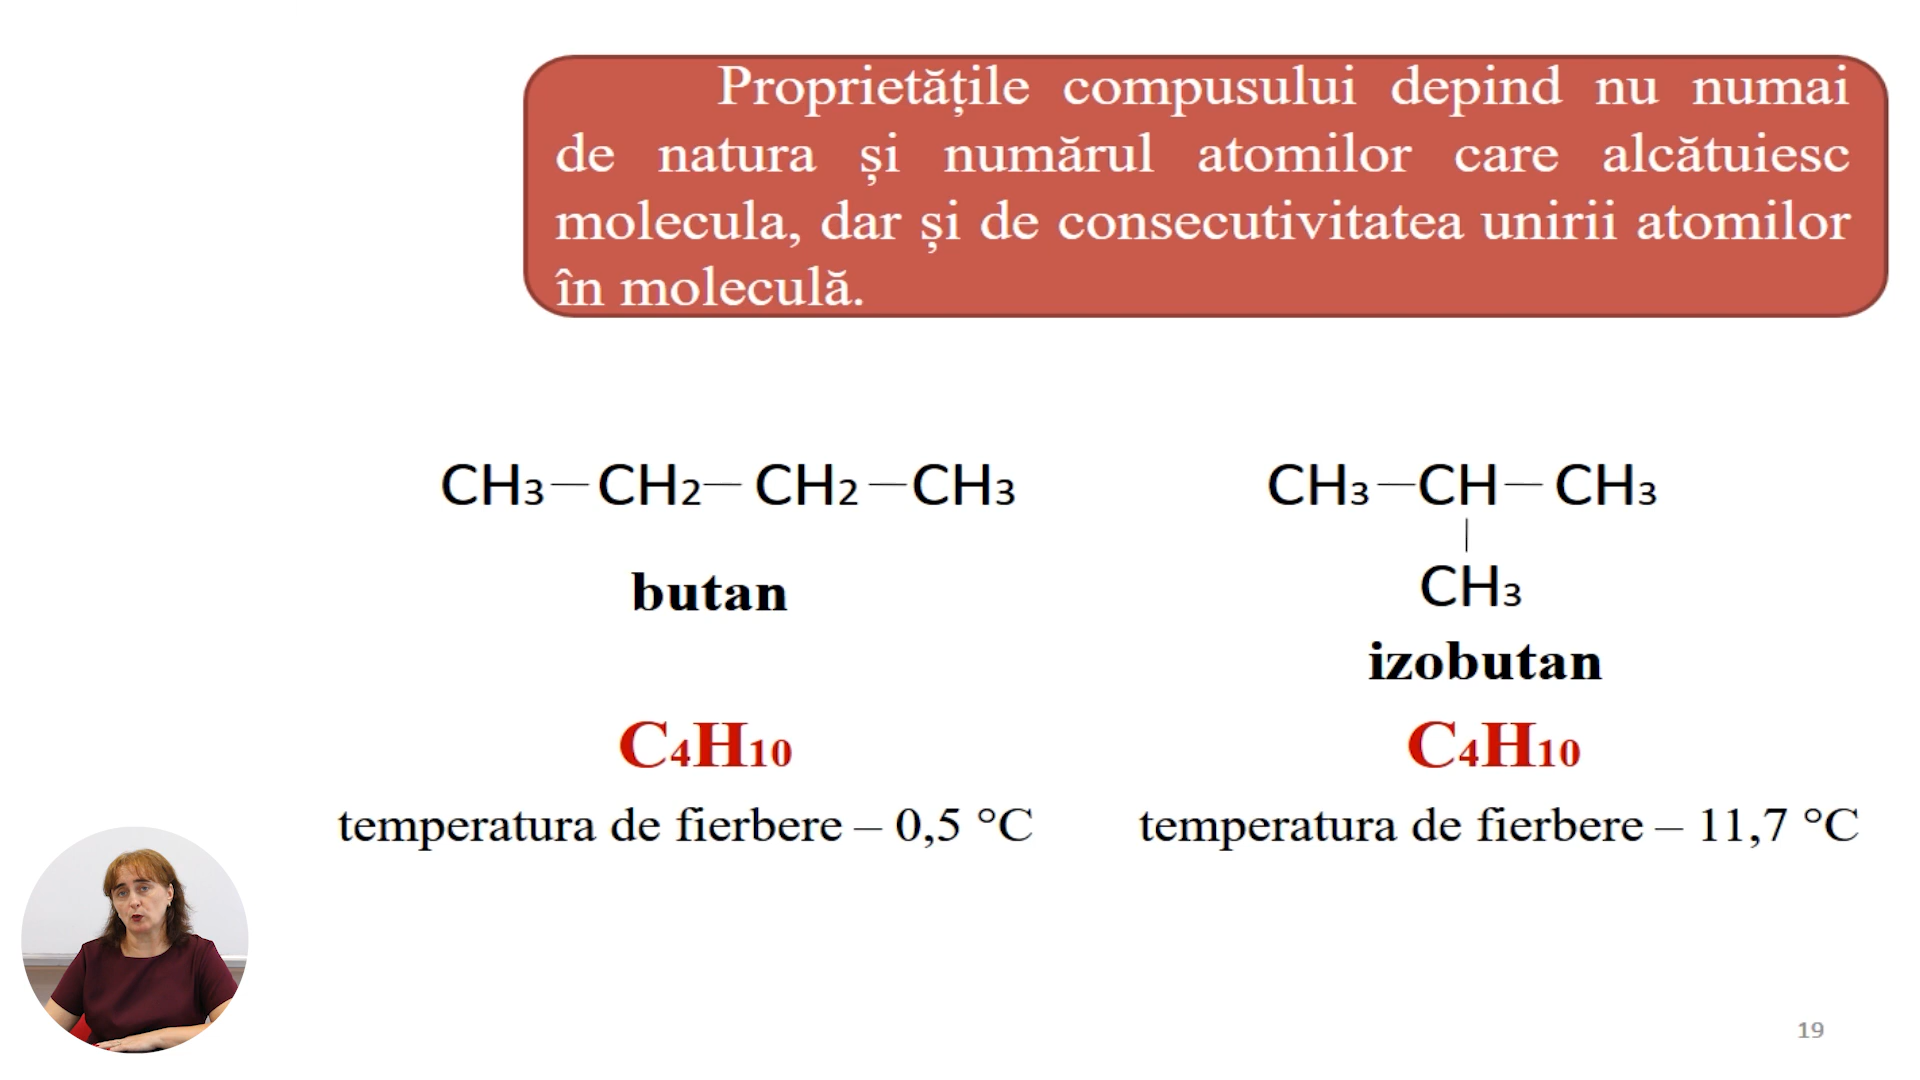 Proprietățile compusului depind nu numai
de natura și numărul atomilor care alcătuiesc
molecula, dar și de consecutivitatea unirii atomilor
în moleculă.
CH₃—CH₂—CH₂—CH₃
butan
C₄H₁₀
temperatura de fierbere – 0,5 °C
CH₃—CH—CH₃
|
CH₃
izobutan
C₄H₁₀
temperatura de fierbere – 11,7 °C
19